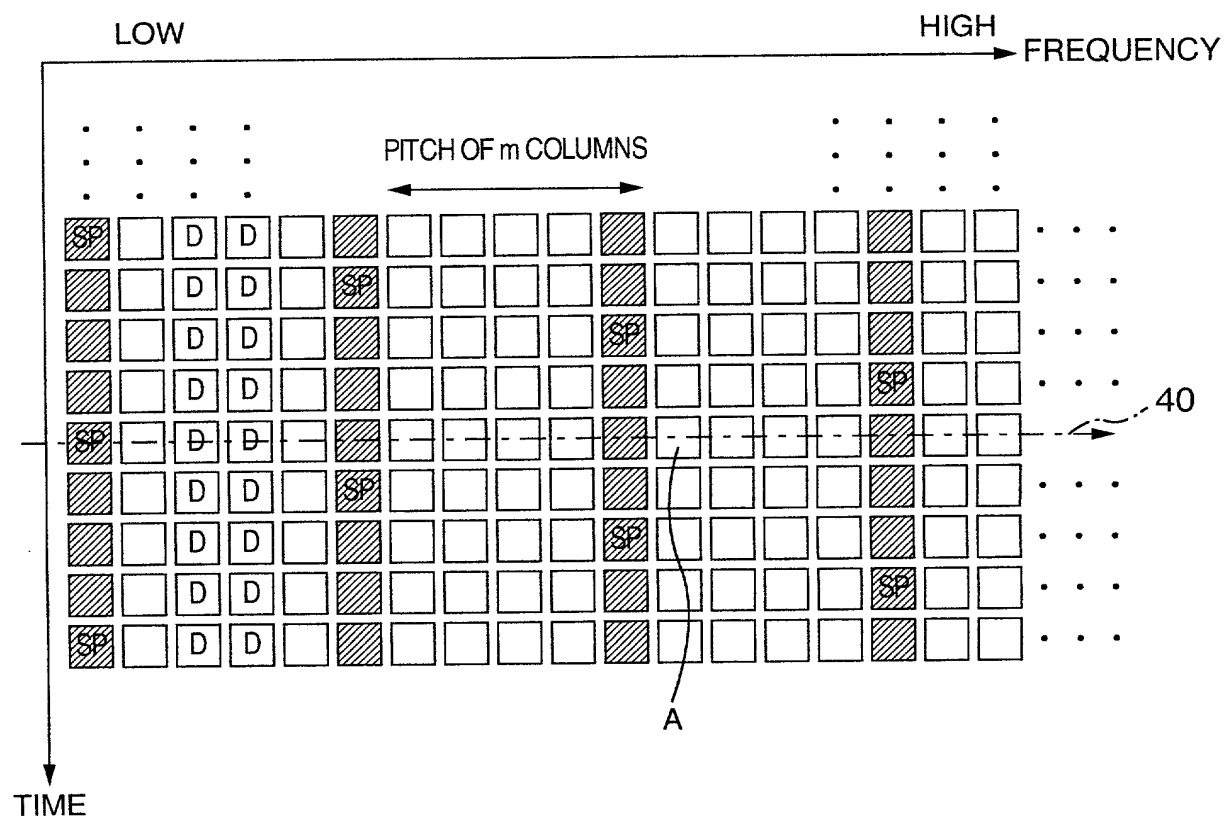 LOW HIGH
FREQUENCY
PITCH OF m COLUMNS
SP D D
D D SP
D D SP
D D SP
SP D D
40
D D SP
D D SP
D D SP
SP D D
A
TIME